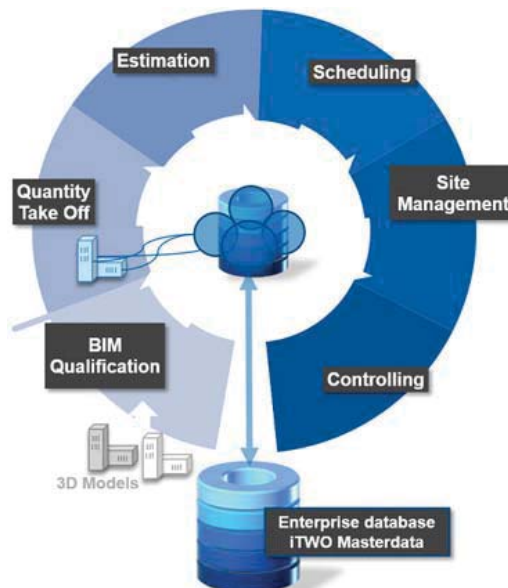 Estimation
Scheduling
Quantity
Take Off
Site
Management
BIM
Qualification
Controlling
3D Models
Enterprise database
iTWO Masterdata